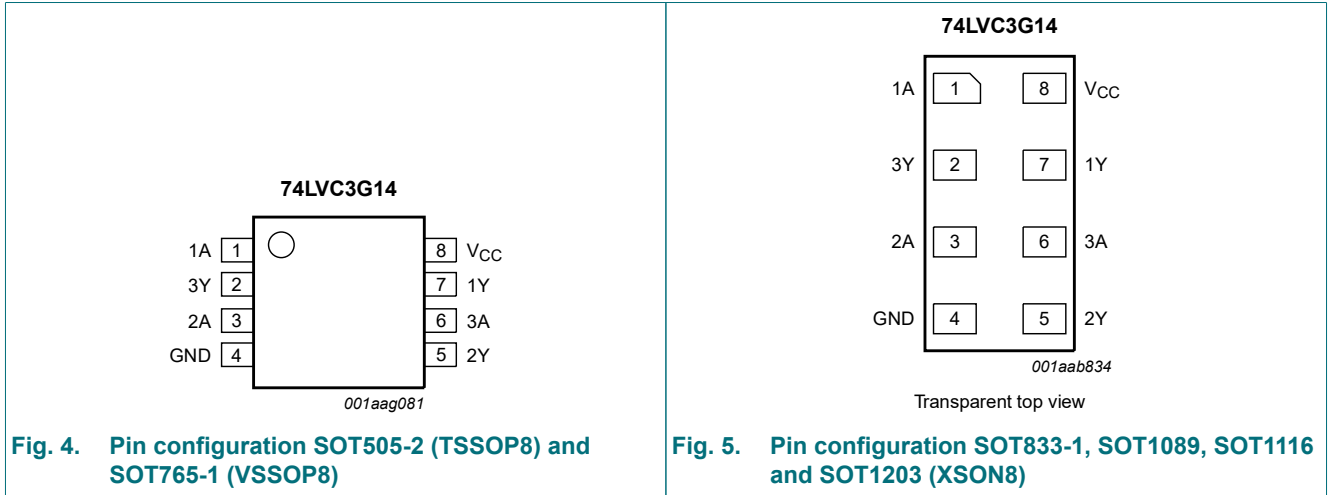 74LVC3G14
1A 1 8 VCC
3Y 2 7 1Y
2A 3 6 3A
GND 4 5 2Y
001aag081
Fig. 4. Pin configuration SOT505-2 (TSSOP8) and
SOT765-1 (VSSOP8)
74LVC3G14
1A 1 8 VCC
3Y 2 7 1Y
2A 3 6 3A
GND 4 5 2Y
001aab834
Transparent top view
Fig. 5. Pin configuration SOT833-1, SOT1089, SOT1116
and SOT1203 (XSON8)